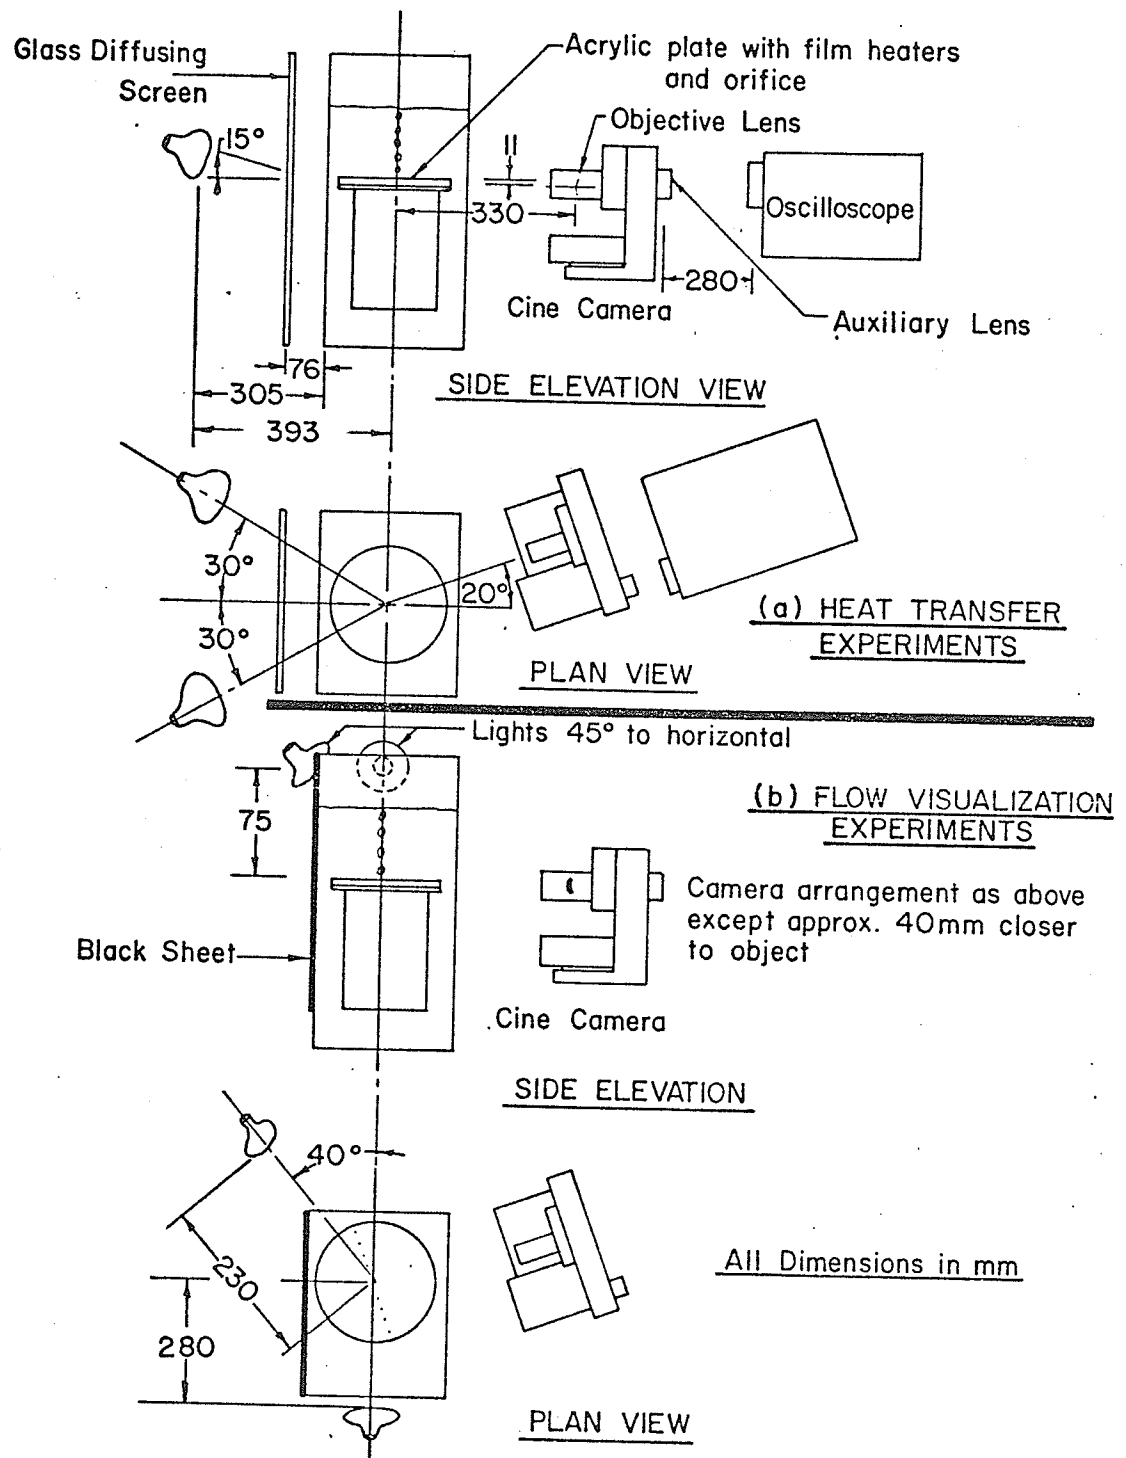 Glass Diffusing
Screen
Acrylic plate with film heaters
and orifice
Objective Lens
15°
11
330
Oscilloscope
280
Cine Camera
Auxiliary Lens
76
305
393
SIDE ELEVATION VIEW
30°
30°
20°
(a) HEAT TRANSFER
EXPERIMENTS
PLAN VIEW
Lights 45° to horizontal
75
(b) FLOW VISUALIZATION
EXPERIMENTS
Camera arrangement as above
except approx. 40mm closer
to object
Black Sheet
Cine Camera
SIDE ELEVATION
40°
230
280
All Dimensions in mm
PLAN VIEW